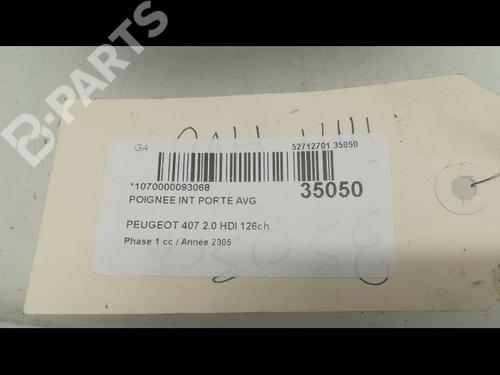 B-PARTS
GA
52712701 35050
*1070000093068
35050
POIGNEE INT PORTE AVG
PEUGEOT 407 2.0 HDI 126ch
Phase 1 cc / Année 2005